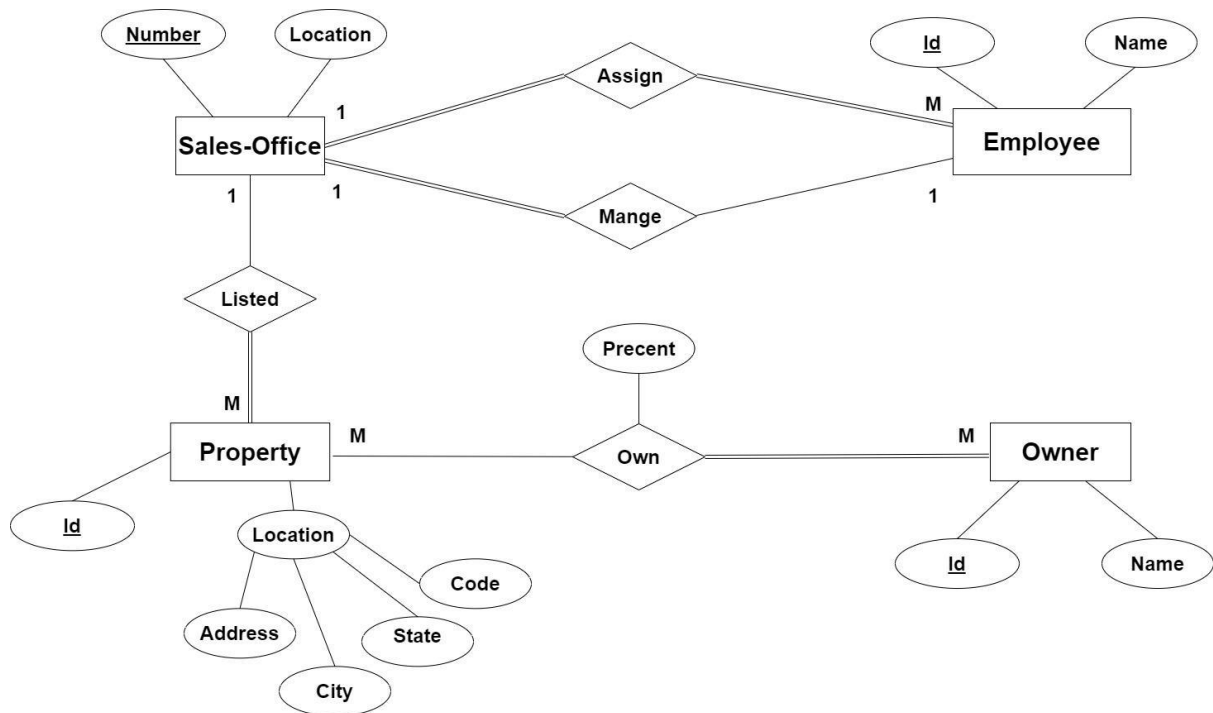 Number
Location
Id
Name
Assign
1
M
Sales-Office
Employee
1
1
Mange
1
Listed
Precent
M
M
M
Property
Own
Owner
Id
Location
Code
Id
Name
Address
State
City